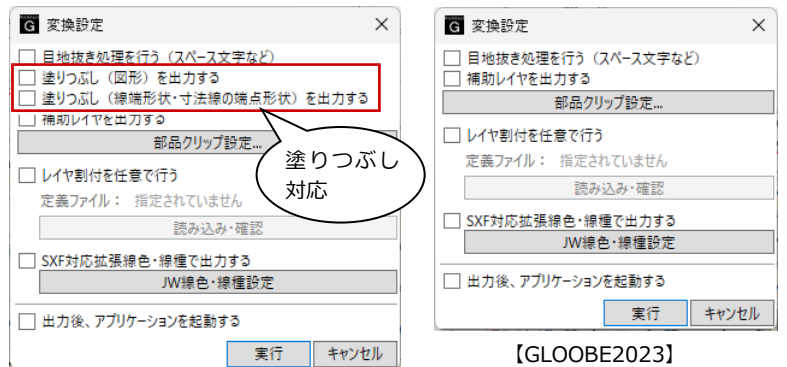 変換設定
目地抜き処理を行う（スペース文字など）
塗りつぶし（図形）を出力する
塗りつぶし（線端形状・寸法線の端点形状）を出力する
補助レイヤを出力する
部品クリップ設定...
レイヤ割付を任意で行う
定義ファイル： 指定されていません
読み込み・確認
SXF対応拡張線色・線種で出力する
JW線色・線種設定
出力後、アプリケーションを起動する
実行 キャンセル
塗りつぶし
対応
変換設定
目地抜き処理を行う（スペース文字など）
補助レイヤを出力する
部品クリップ設定...
レイヤ割付を任意で行う
定義ファイル： 指定されていません
読み込み・確認
SXF対応拡張線色・線種で出力する
JW線色・線種設定
出力後、アプリケーションを起動する
実行 キャンセル
【GLOOBE2023】